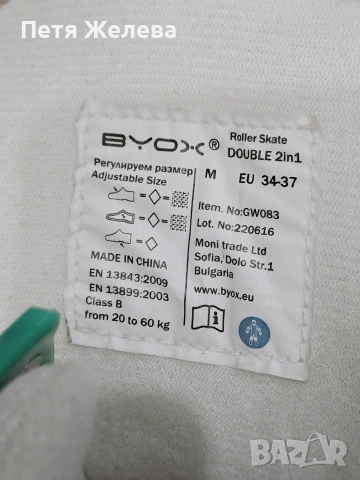 Петя Желева
BYOX®
Roller Skate
DOUBLE 2in1
Регулируем размер
Adjustable Size
M EU 34-37
Item. No:GW083
Lot. No:220616
Moni trade Ltd
Sofia, Dolo Str.1
Bulgaria
www.byox.eu
MADE IN CHINA
EN 13843:2009
EN 13899:2003
Class B
from 20 to 60 kg
i
BAZAR